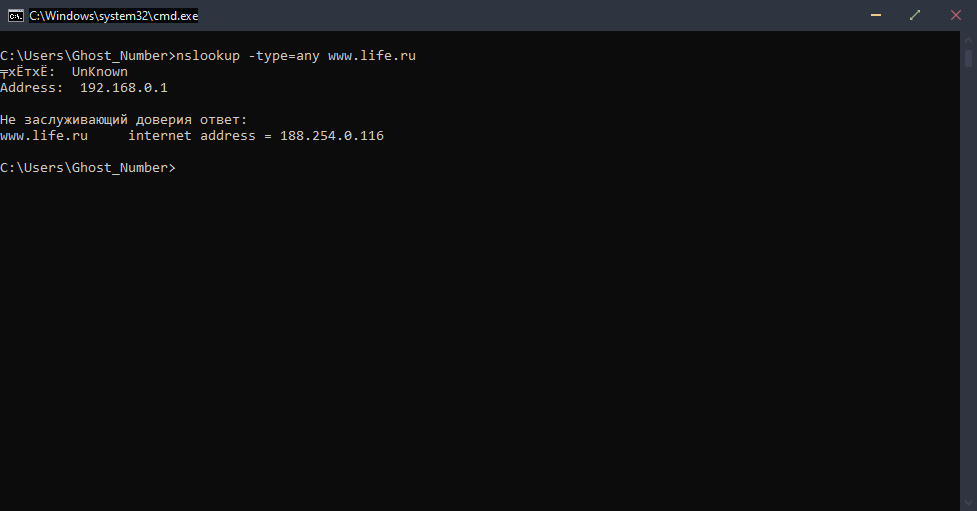 C:\Windows\system32\cmd.exe
C:\Users\Ghost_Number>nslookup -type=any www.life.ru
╤хЁтхЁ:  UnKnown
Address:  192.168.0.1
Не заслуживающий доверия ответ:
www.life.ru     internet address = 188.254.0.116
C:\Users\Ghost_Number>